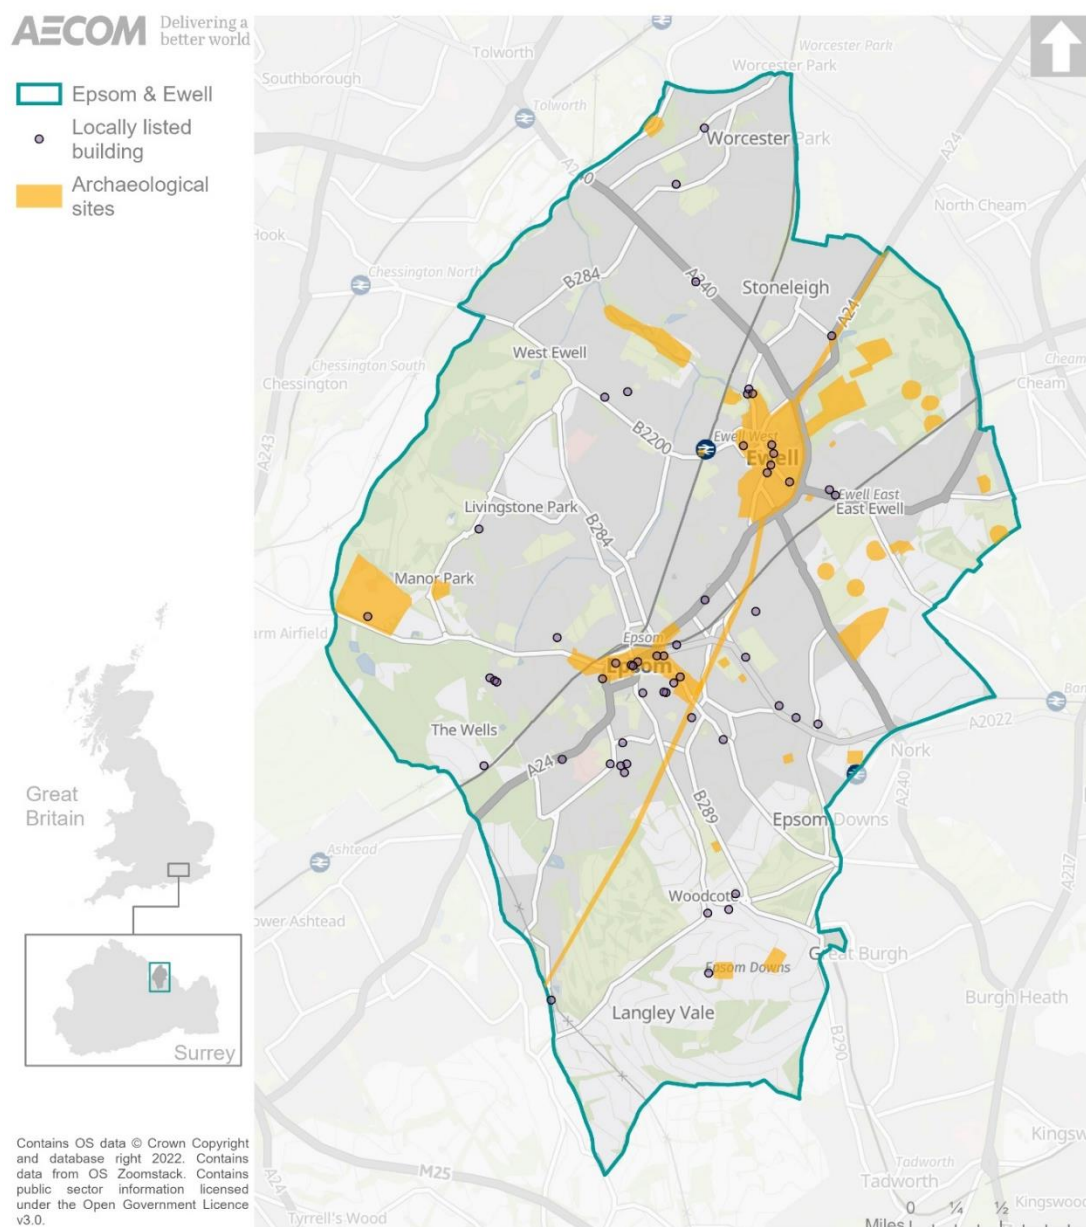 AECOM Delivering a
better world
Epsom & Ewell
Locally listed
building
Archaeological
sites
Great
Britain
Surrey
Contains OS data © Crown Copyright
and database right 2022. Contains
data from OS Zoomstack. Contains
public sector information licensed
under the Open Government Licence
v3.0.
Tolworth
Worcester Park
Worcester Park
Southborough
Tolworth
Worcester Park
A24
A240
North Cheam
Hook
Chessington North
B284
A240
Stoneleigh
A24
West Ewell
Chessington South
Chessington
Cheam
Cheam
A243
B2200
Ewell West
Ewell
Ewell East
East Ewell
Livingstone Park
B284
Manor Park
Epsom
Epsom
The Wells
A2022
Nork
A24
A240
B289
Epsom Downs
Ashtead
A217
Woodcote
Lower Ashtead
Great Burgh
Epsom Downs
Burgh Heath
Langley Vale
B290
M25
A24
Tadworth
Tadworth
Tyrrell's Wood
Kingswood
0 ¼ ½
Miles